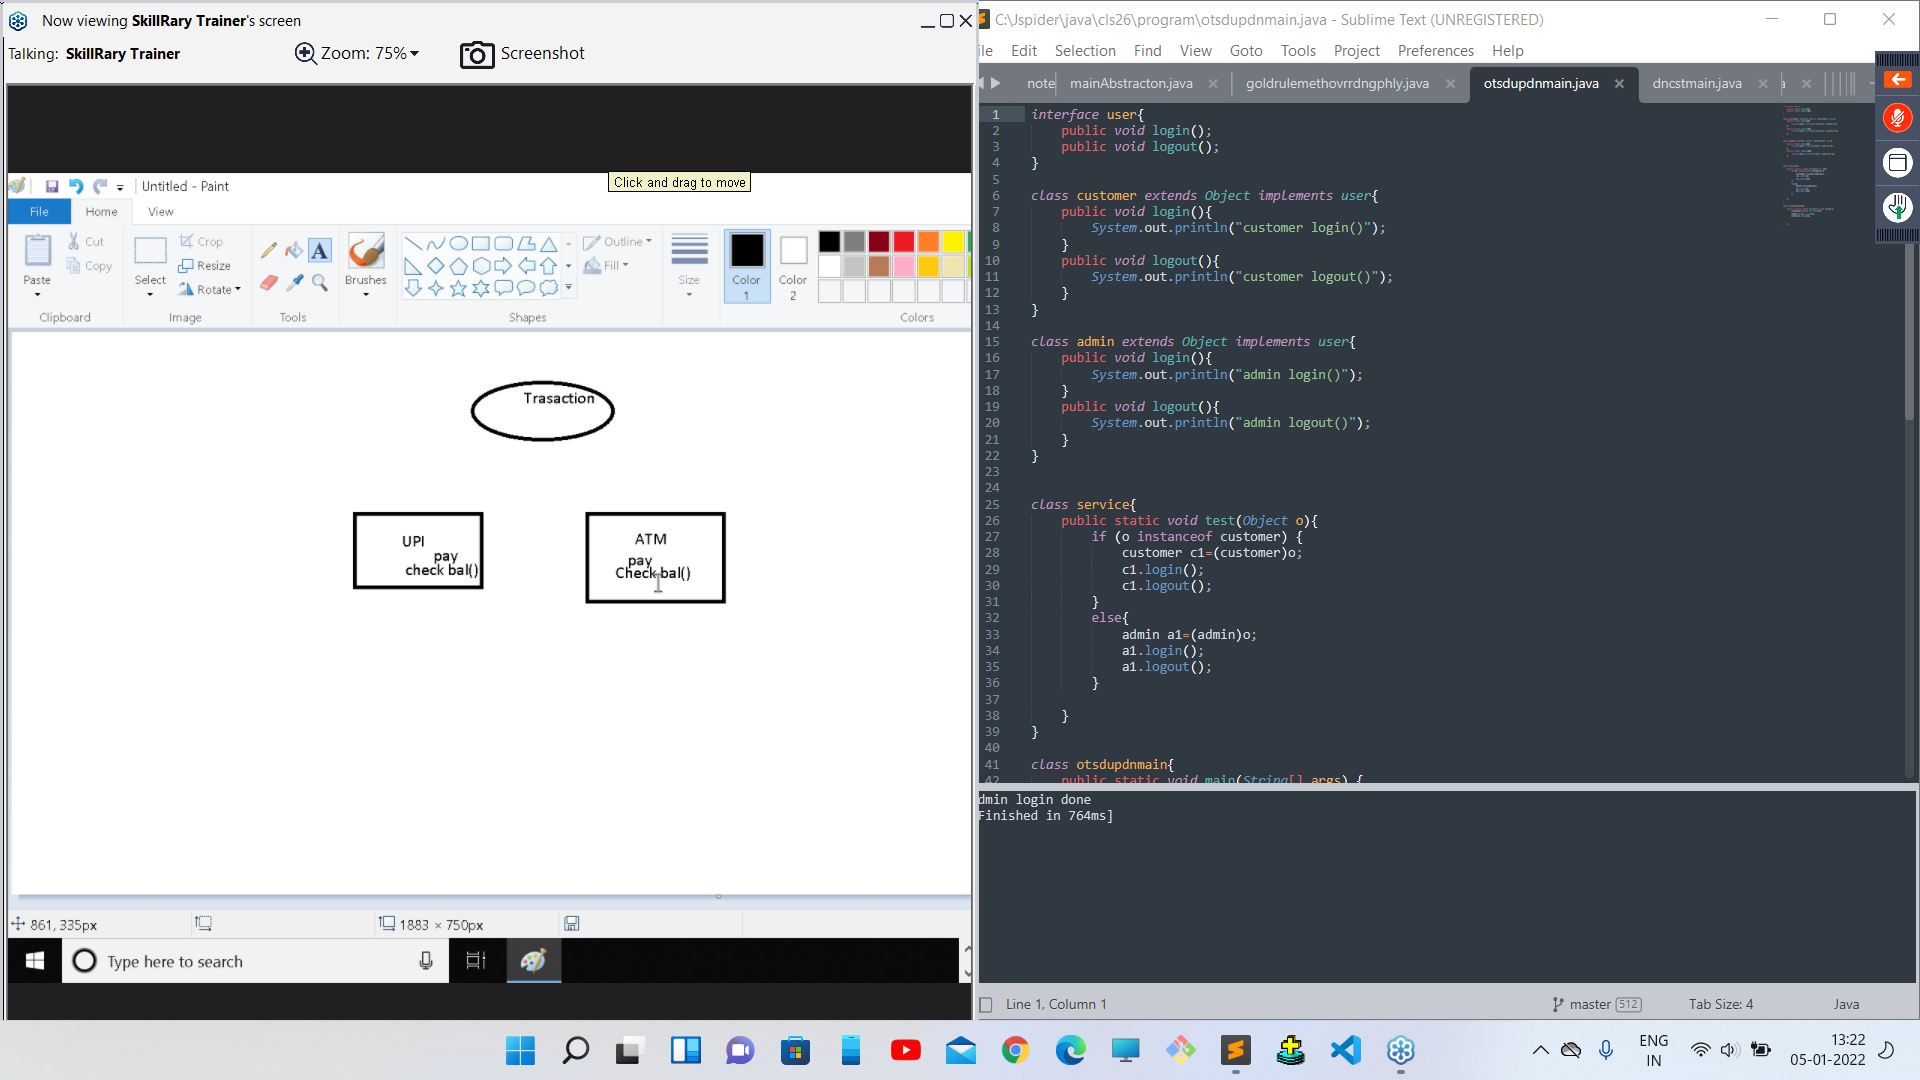 Now viewing SkillRary Trainer's screen
Talking: SkillRary Trainer
Zoom: 75%
Screenshot
Click and drag to move
Untitled - Paint
File
Home
View
Paste
Cut
Copy
Clipboard
Select
Crop
Resize
Rotate
Image
A
Tools
Brushes
Outline
Fill
Shapes
Size
Color 1
Color 2
Colors
Trasaction
UPI
pay
check bal()
ATM
pay
Check bal()
861, 335px
1883 × 750px
Type here to search
C:\Jspider\java\cls26\program\otsdupdnmain.java - Sublime Text (UNREGISTERED)
ile Edit Selection Find View Goto Tools Project Preferences Help
note
mainAbstracton.java
goldrulemethovrrdngphly.java
otsdupdnmain.java
dncstmain.java
1 interface user{
2 public void login();
3 public void logout();
4 }
5
6 class customer extends Object implements user{
7 public void login(){
8 System.out.println("customer login()");
9 }
10 public void logout(){
11 System.out.println("customer logout()");
12 }
13 }
14
15 class admin extends Object implements user{
16 public void login(){
17 System.out.println("admin login()");
18 }
19 public void logout(){
20 System.out.println("admin logout()");
21 }
22 }
23
24
25 class service{
26 public static void test(Object o){
27 if (o instanceof customer) {
28 customer c1=(customer)o;
29 c1.login();
30 c1.logout();
31 }
32 else{
33 admin a1=(admin)o;
34 a1.login();
35 a1.logout();
36 }
37
38 }
39 }
40
41 class otsdupdnmain{
42 public static void main(String[] args) {
dmin login done
Finished in 764ms]
Line 1, Column 1
master 512
Tab Size: 4
Java
ENG
IN
13:22
05-01-2022